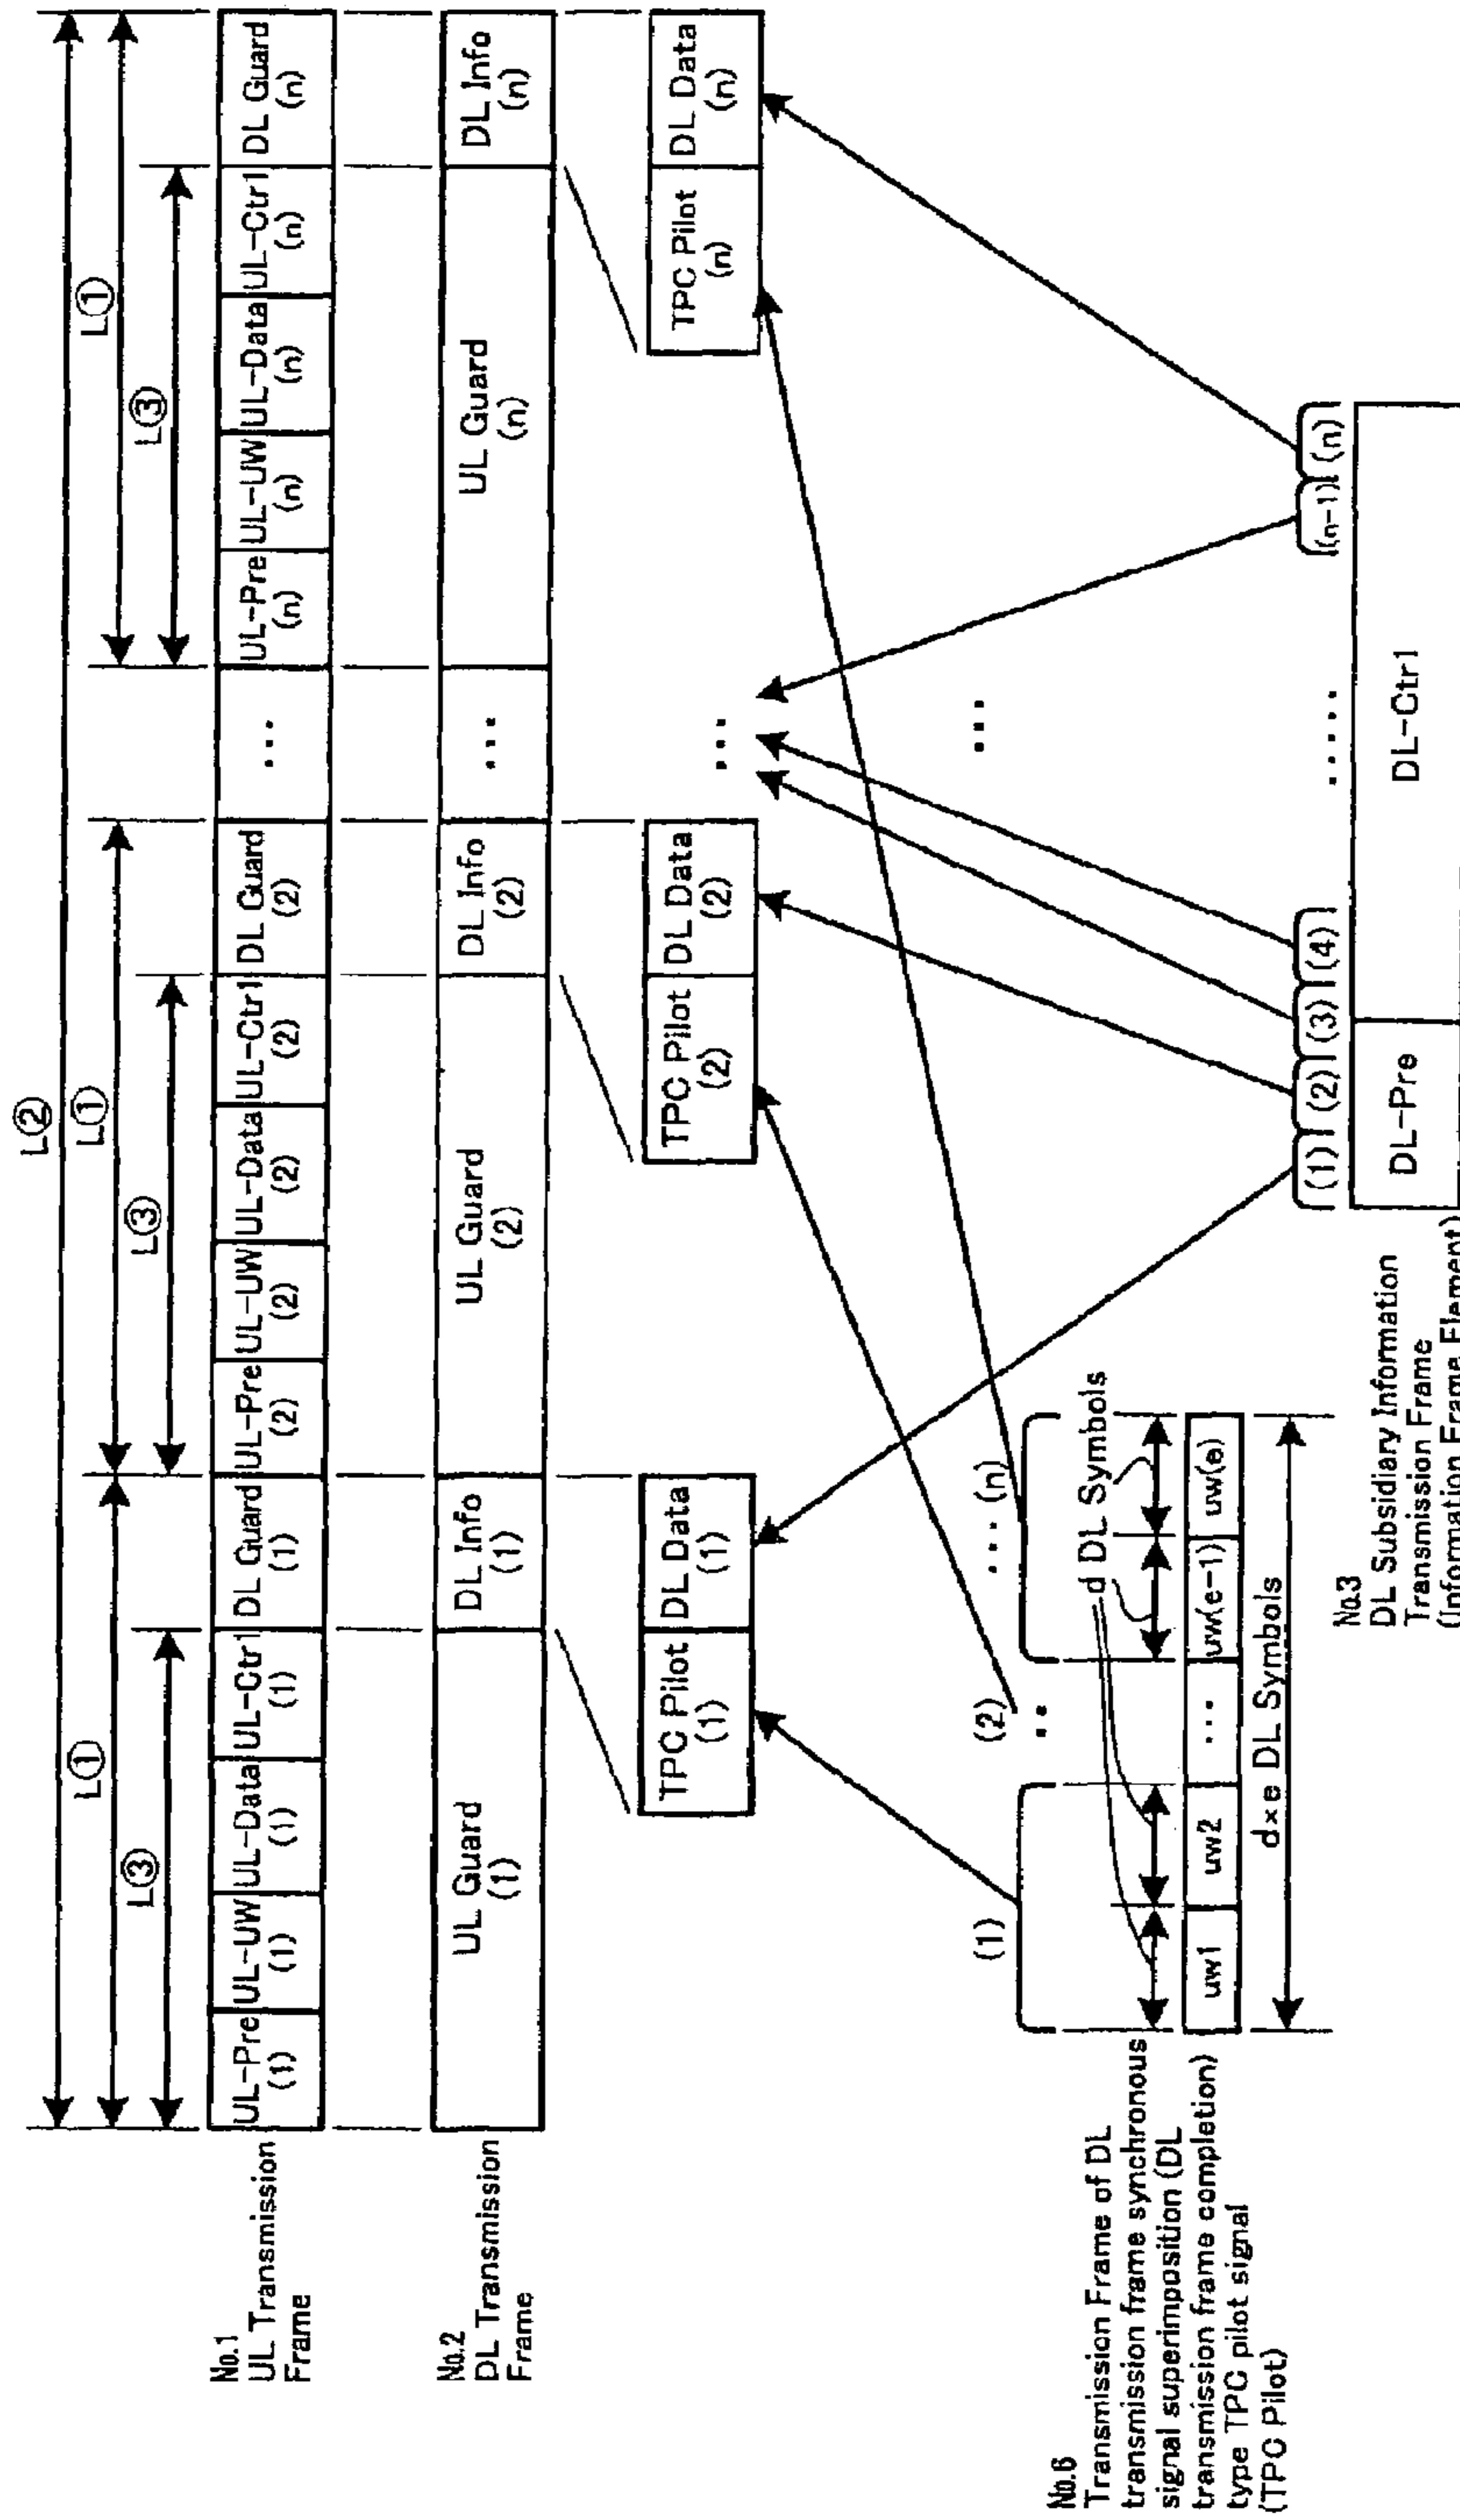 L②
L① L① L①
L③ L③ L③
No.1
UL Transmission
Frame
UL-Pre (1) UL-UW (1) UL-Data (1) UL-Ctrl (1) DL Guard (1) UL-Pre (2) UL-UW (2) UL-Data (2) UL-Ctrl (2) DL Guard (2) ... UL-Pre (n) UL-UW (n) UL-Data (n) UL-Ctrl (n) DL Guard (n)
No.2
DL Transmission
Frame
UL Guard (1) DL Info (1) UL Guard (2) DL Info (2) ... UL Guard (n) DL Info (n)
TPC Pilot (1) DL Data (1) TPC Pilot (2) DL Data (2) ... TPC Pilot (n) DL Data (n)
(1) (2) ... (n) ...
d DL Symbols
No.6
Transmission Frame of DL
transmission frame synchronous
signal superimposition (DL
transmission frame completion)
type TPC pilot signal
(TPC Pilot)
uw1 uw2 ... uw(e-1) uw(e)
d×e DL Symbols
No.3
DL Subsidiary Information
Transmission Frame
(Information Frame Element)
(1) (2) (3) (4) ..... (n-1) (n)
DL-Pre DL-Ctrl